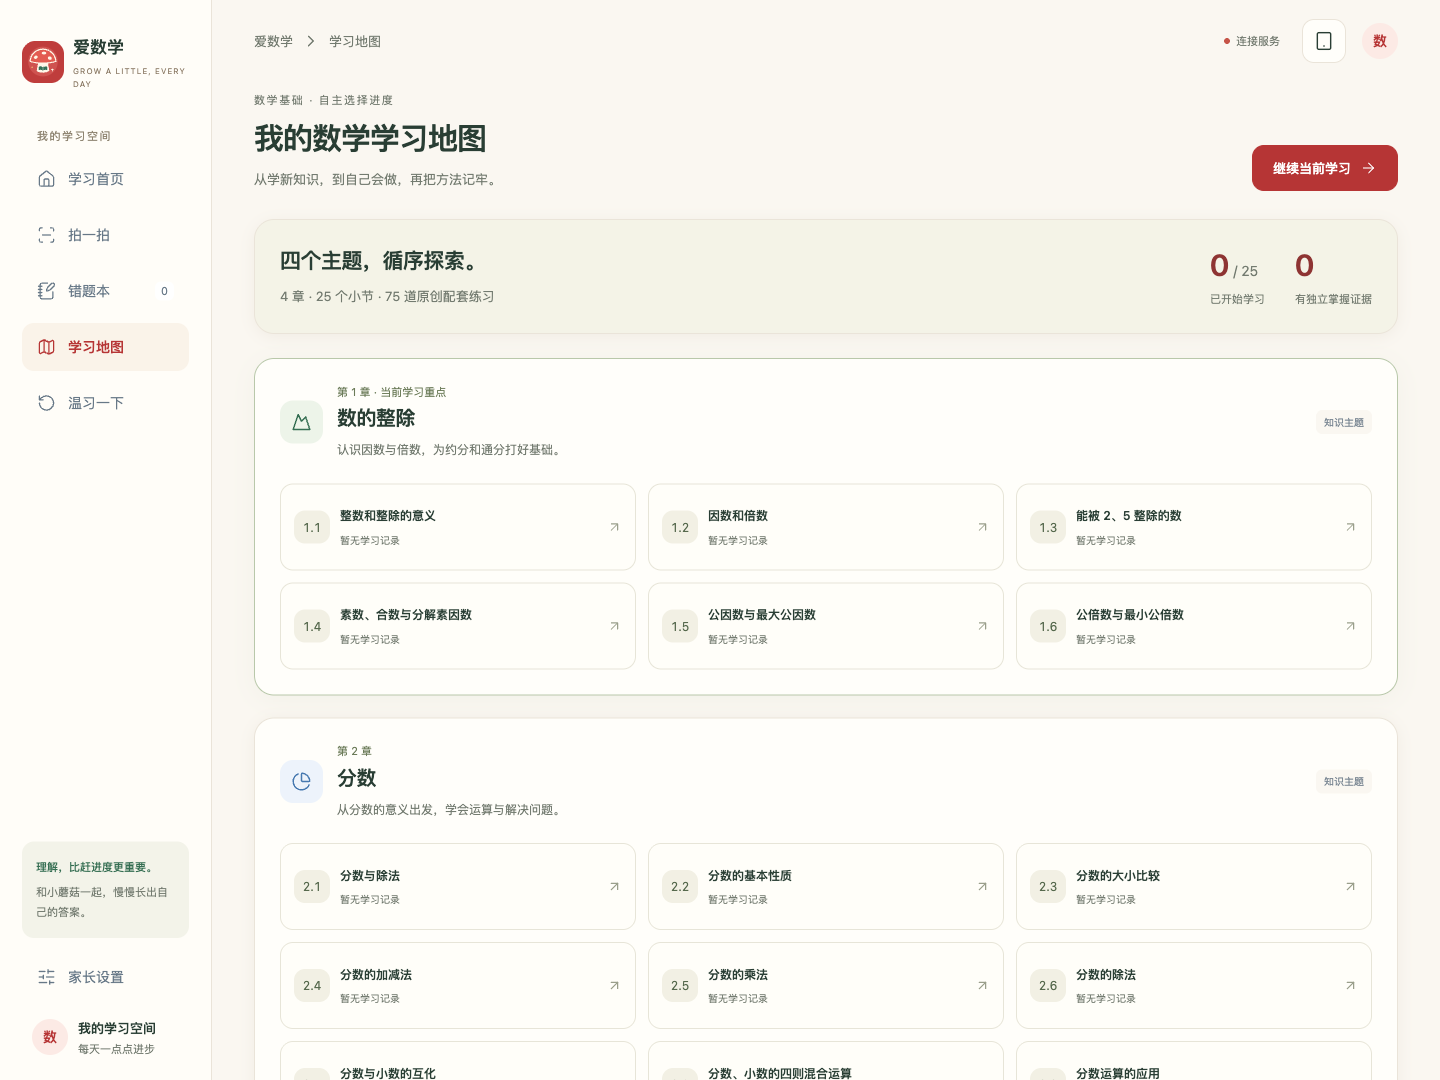 爱数学
GROW A LITTLE, EVERY
DAY
我的学习空间
学习首页
拍一拍
错题本
0
学习地图
温习一下
理解，比赶进度更重要。
和小蘑菇一起，慢慢长出自
己的答案。
家长设置
数
我的学习空间
每天一点点进步
爱数学
学习地图
连接服务
数
数学基础 · 自主选择进度
我的数学学习地图
从学新知识，到自己会做，再把方法记牢。
继续当前学习
四个主题，循序探索。
4 章 · 25 个小节 · 75 道原创配套练习
0 / 25
已开始学习
0
有独立掌握证据
第 1 章 · 当前学习重点
数的整除
认识因数与倍数，为约分和通分打好基础。
知识主题
1.1
整数和整除的意义
暂无学习记录
1.2
因数和倍数
暂无学习记录
1.3
能被 2、5 整除的数
暂无学习记录
1.4
素数、合数与分解素因数
暂无学习记录
1.5
公因数与最大公因数
暂无学习记录
1.6
公倍数与最小公倍数
暂无学习记录
第 2 章
分数
从分数的意义出发，学会运算与解决问题。
知识主题
2.1
分数与除法
暂无学习记录
2.2
分数的基本性质
暂无学习记录
2.3
分数的大小比较
暂无学习记录
2.4
分数的加减法
暂无学习记录
2.5
分数的乘法
暂无学习记录
2.6
分数的除法
暂无学习记录
分数与小数的互化
分数、小数的四则混合运算
分数运算的应用